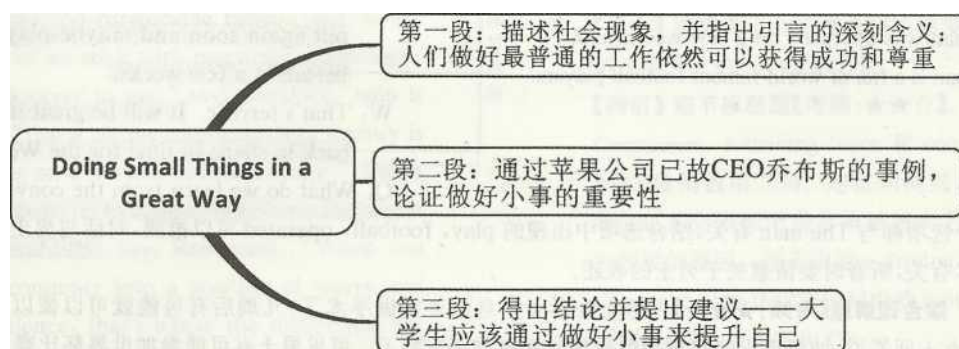 第一段：描述社会现象，并指出引言的深刻含义：
人们做好最普通的工作依然可以获得成功和尊重
Doing Small Things in a
Great Way
第二段：通过苹果公司已故CEO乔布斯的事例，
论证做好小事的重要性
第三段：得出结论并提出建议——
学生应该通过做好小事来提升自己